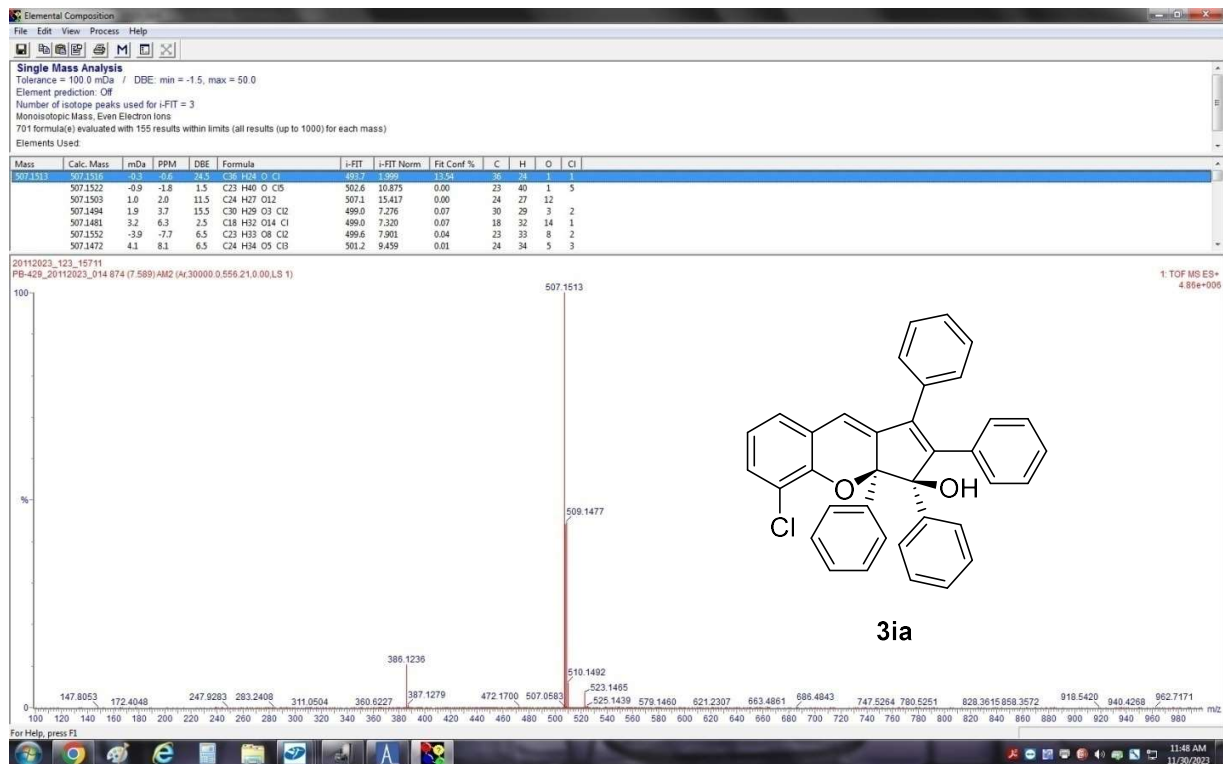 Elemental Composition
File Edit View Process Help
Single Mass Analysis
Tolerance = 100.0 mDa / DBE: min = -1.5, max = 50.0
Element prediction: Off
Number of isotope peaks used for i-FIT = 3
Monoisotopic Mass, Even Electron Ions
701 formula(e) evaluated with 155 results within limits (all results (up to 1000) for each mass)
Elements Used:
Mass Calc. Mass mDa PPM DBE Formula i-FIT i-FIT Norm Fit Conf % C H O Cl
507.1513 507.1516 -0.3 -0.6 24.5 C36 H24 O Cl 493.7 1.999 13.54 36 24 1 1
507.1522 -0.9 -1.8 1.5 C23 H40 O Cl5 502.6 10.875 0.00 23 40 1 5
507.1503 1.0 2.0 11.5 C24 H27 O12 507.1 15.417 0.00 24 27 12
507.1494 1.9 3.7 15.5 C30 H29 O3 Cl2 499.0 7.276 0.07 30 29 3 2
507.1481 3.2 6.3 2.5 C18 H32 O14 Cl 499.0 7.320 0.07 18 32 14 1
507.1552 -3.9 -7.7 6.5 C23 H33 O8 Cl2 499.6 7.901 0.04 23 33 8 2
507.1472 4.1 8.1 6.5 C24 H34 O5 Cl3 501.2 9.459 0.01 24 34 5 3
20112023_123_15711
PB-429_20112023_014 874 (7.589) AM2 (Ar,30000.0,556.21,0.00,LS 1)
1: TOF MS ES+
4.86e+006
100
507.1513
%
509.1477
O
OH
Cl
3ia
386.1236
510.1492
523.1465
147.8053 172.4048 247.9283 283.2408 311.0504 360.6227 387.1279 472.1700 507.0583 525.1439 579.1460 621.2307 663.4861 686.4843 747.5264 780.5251 828.3615 858.3572 918.5420 940.4268 962.7171
0
100 120 140 160 180 200 220 240 260 280 300 320 340 360 380 400 420 440 460 480 500 520 540 560 580 600 620 640 660 680 700 720 740 760 780 800 820 840 860 880 900 920 940 960 980 m/z
For Help, press F1
11:48 AM
11/30/2023